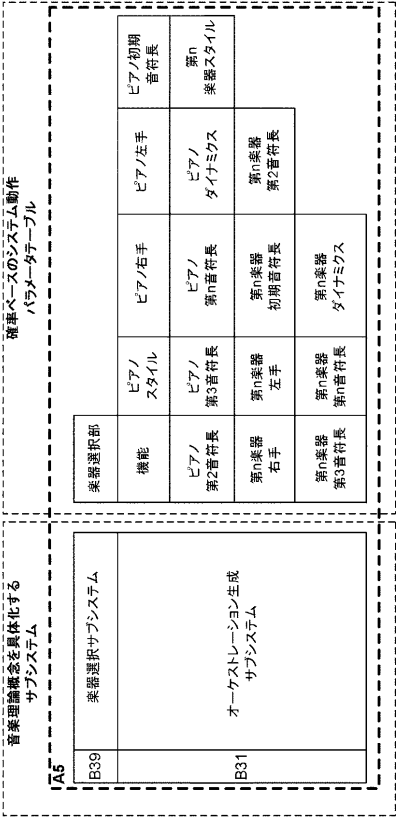 音楽理論概念を具体化する
サブシステム
確率ベースのシステム動作
パラメータテーブル
A5
B39
楽器選択サブシステム
楽器選択部
B31
オーケストレーション生成
サブシステム
機能
ピアノ
スタイル
ピアノ右手
ピアノ左手
ピアノ初期
音符長
ピアノ
第2音符長
ピアノ
第3音符長
ピアノ
第n音符長
ピアノ
ダイナミクス
第n
楽器スタイル
第n楽器
右手
第n楽器
左手
第n楽器
初期音符長
第n楽器
第2音符長
第n楽器
第3音符長
第n楽器
第n音符長
第n楽器
ダイナミクス